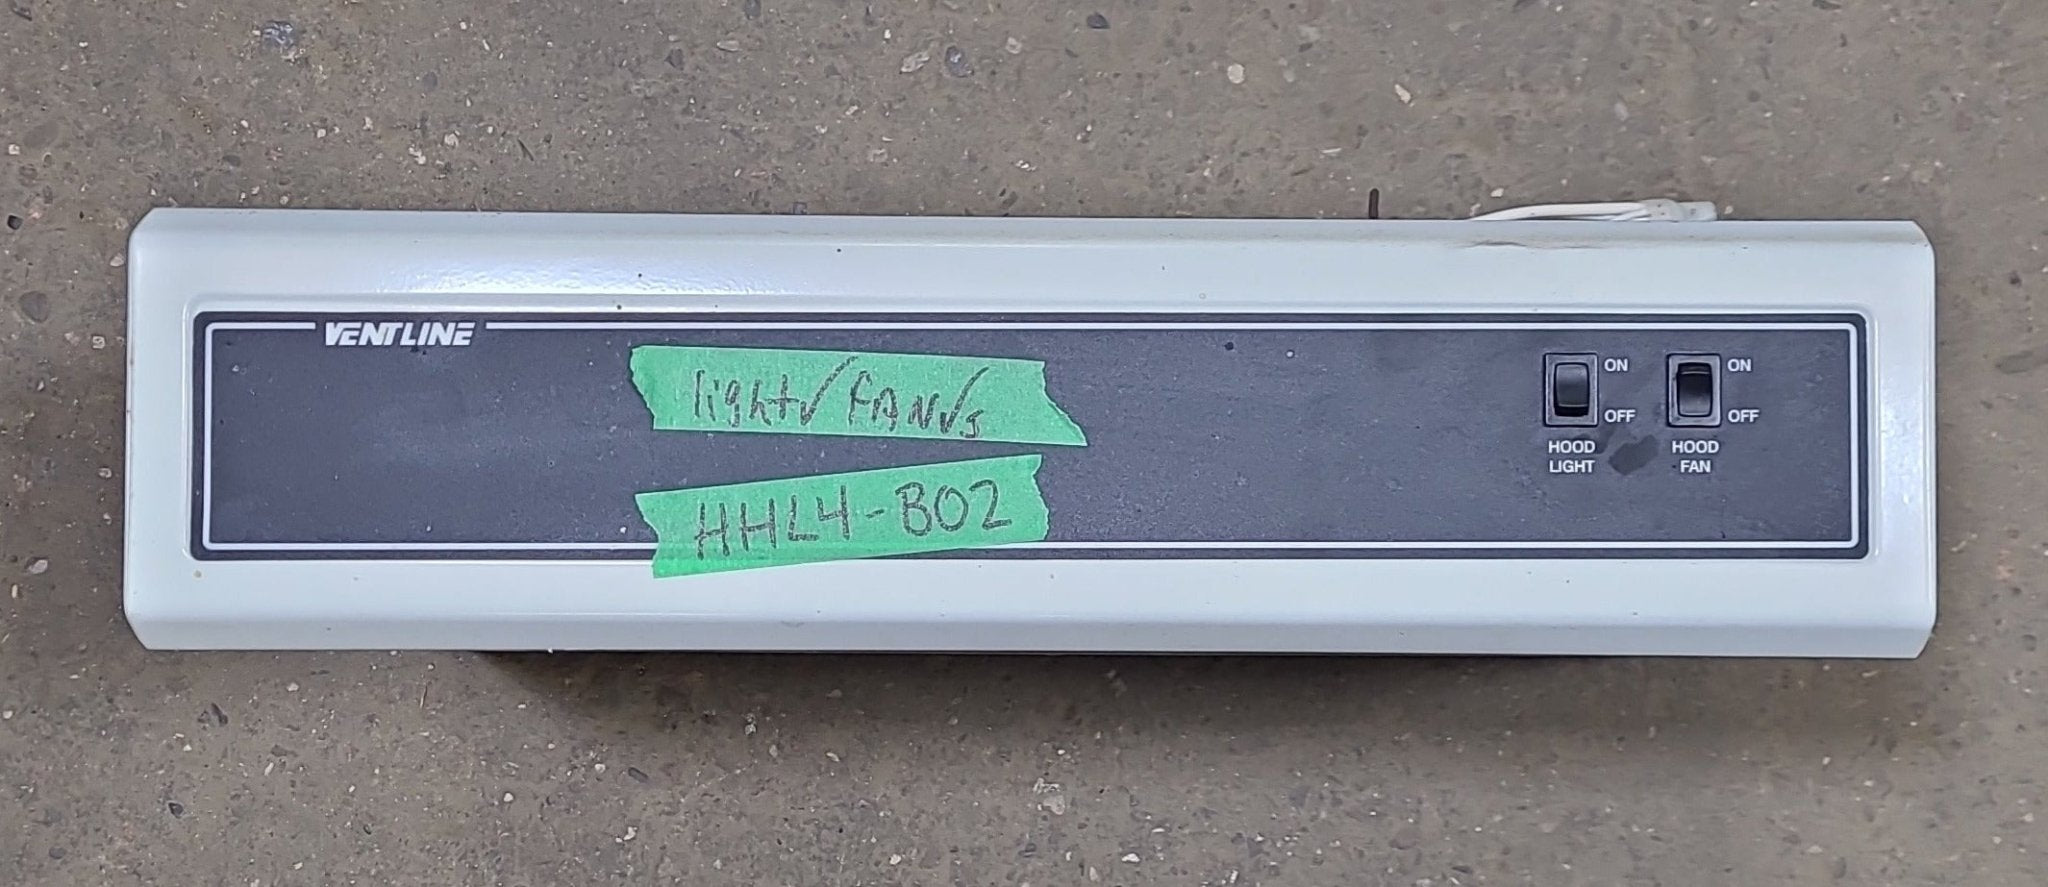 VENTLINE
light✓ FAN✓s
HHL4-B02
ON
OFF
HOOD
LIGHT
ON
OFF
HOOD
FAN